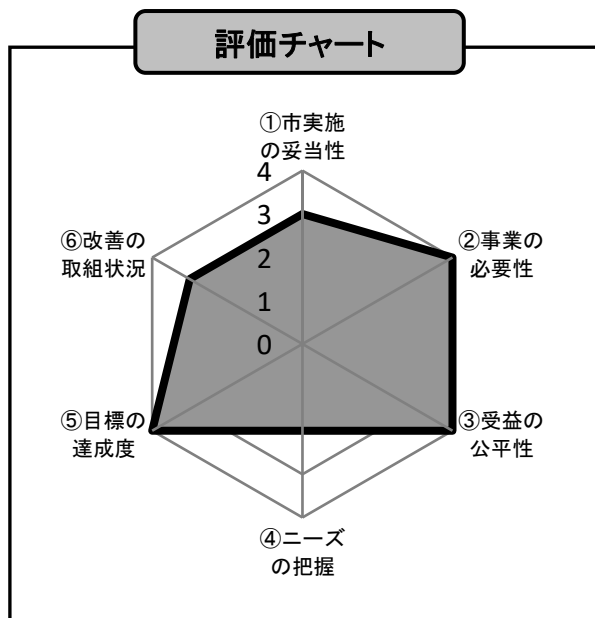 評価チャート
①市実施
の妥当性
4
3
2
1
0
②事業の
必要性
③受益の
公平性
④ニーズ
の把握
⑤目標の
達成度
⑥改善の
取組状況